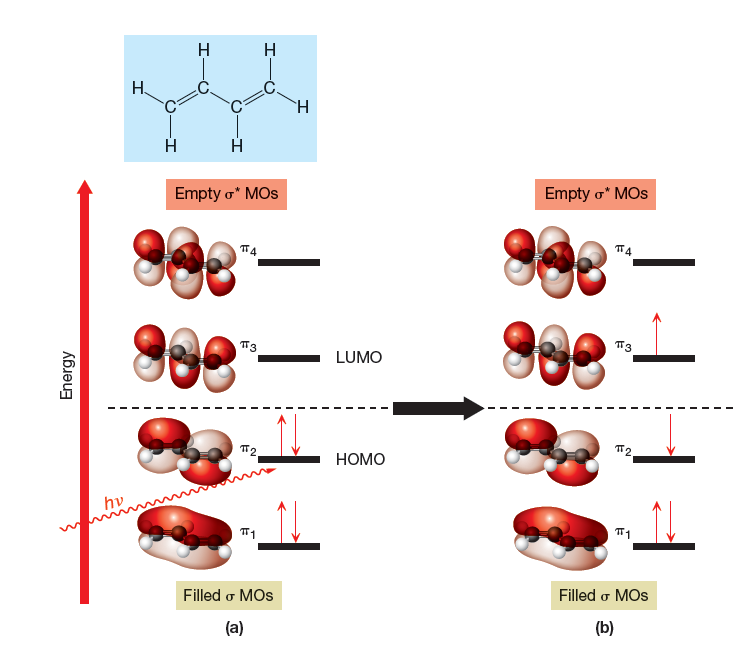 H H
H C C H
C C
H H
Empty σ* MOs Empty σ* MOs
π4 π4
π3 LUMO π3
Energy
π2 HOMO π2
hν
π1 π1
Filled σ MOs Filled σ MOs
(a) (b)